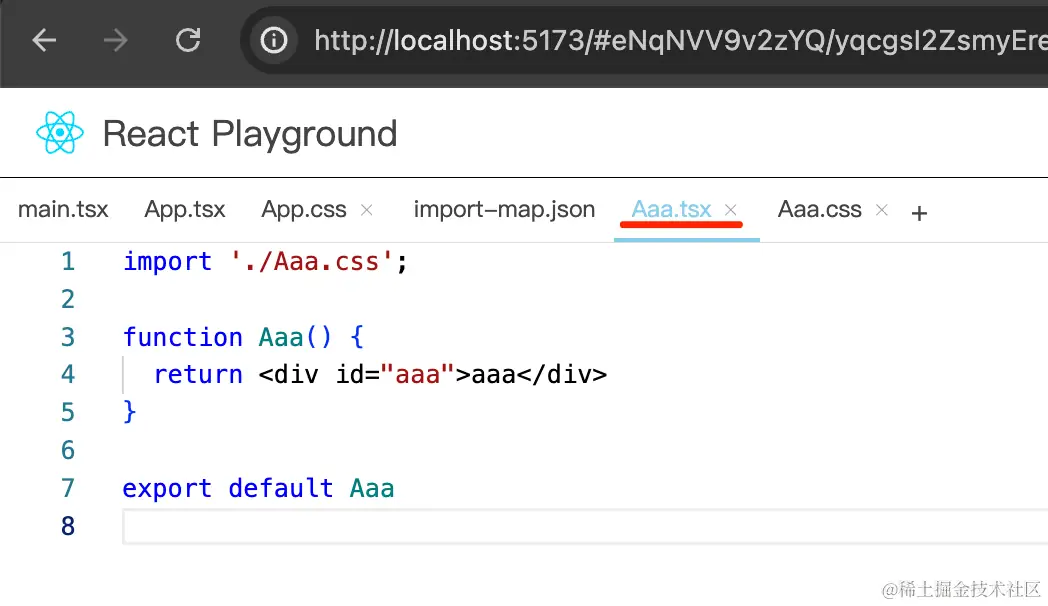 http://localhost:5173/#eNqNVV9v2zYQ/yqcgsI2ZsmyEre
React Playground
main.tsx App.tsx App.css × import-map.json Aaa.tsx × Aaa.css × +
1 import './Aaa.css';
2
3 function Aaa() {
4 return <div id="aaa">aaa</div>
5 }
6
7 export default Aaa
8
@稀土掘金技术社区